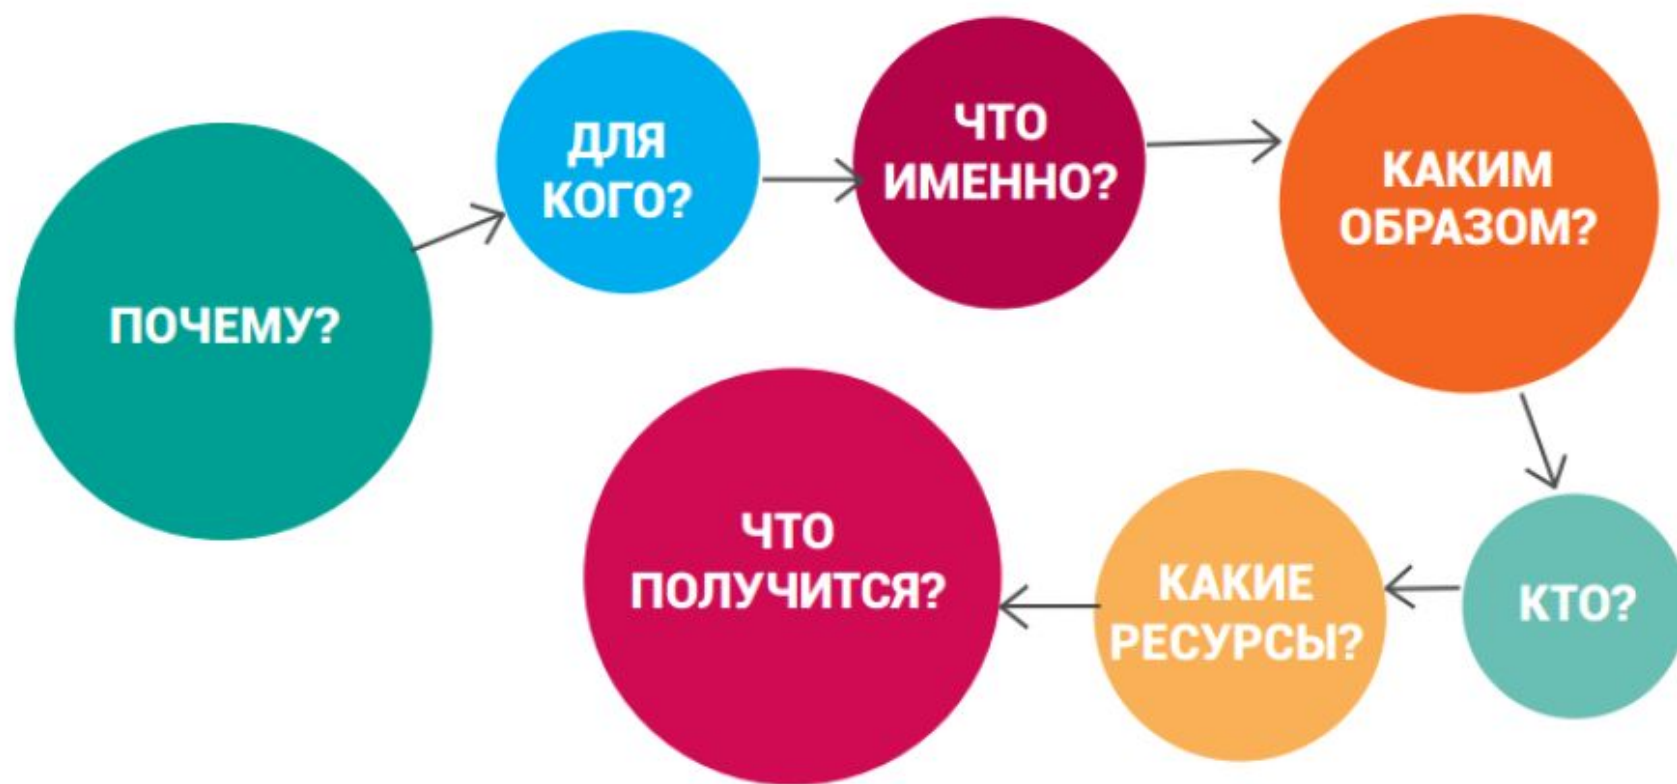 ПОЧЕМУ?
ДЛЯ
КОГО?
ЧТО
ИМЕННО?
КАКИМ
ОБРАЗОМ?
КТО?
КАКИЕ
РЕСУРСЫ?
ЧТО
ПОЛУЧИТСЯ?